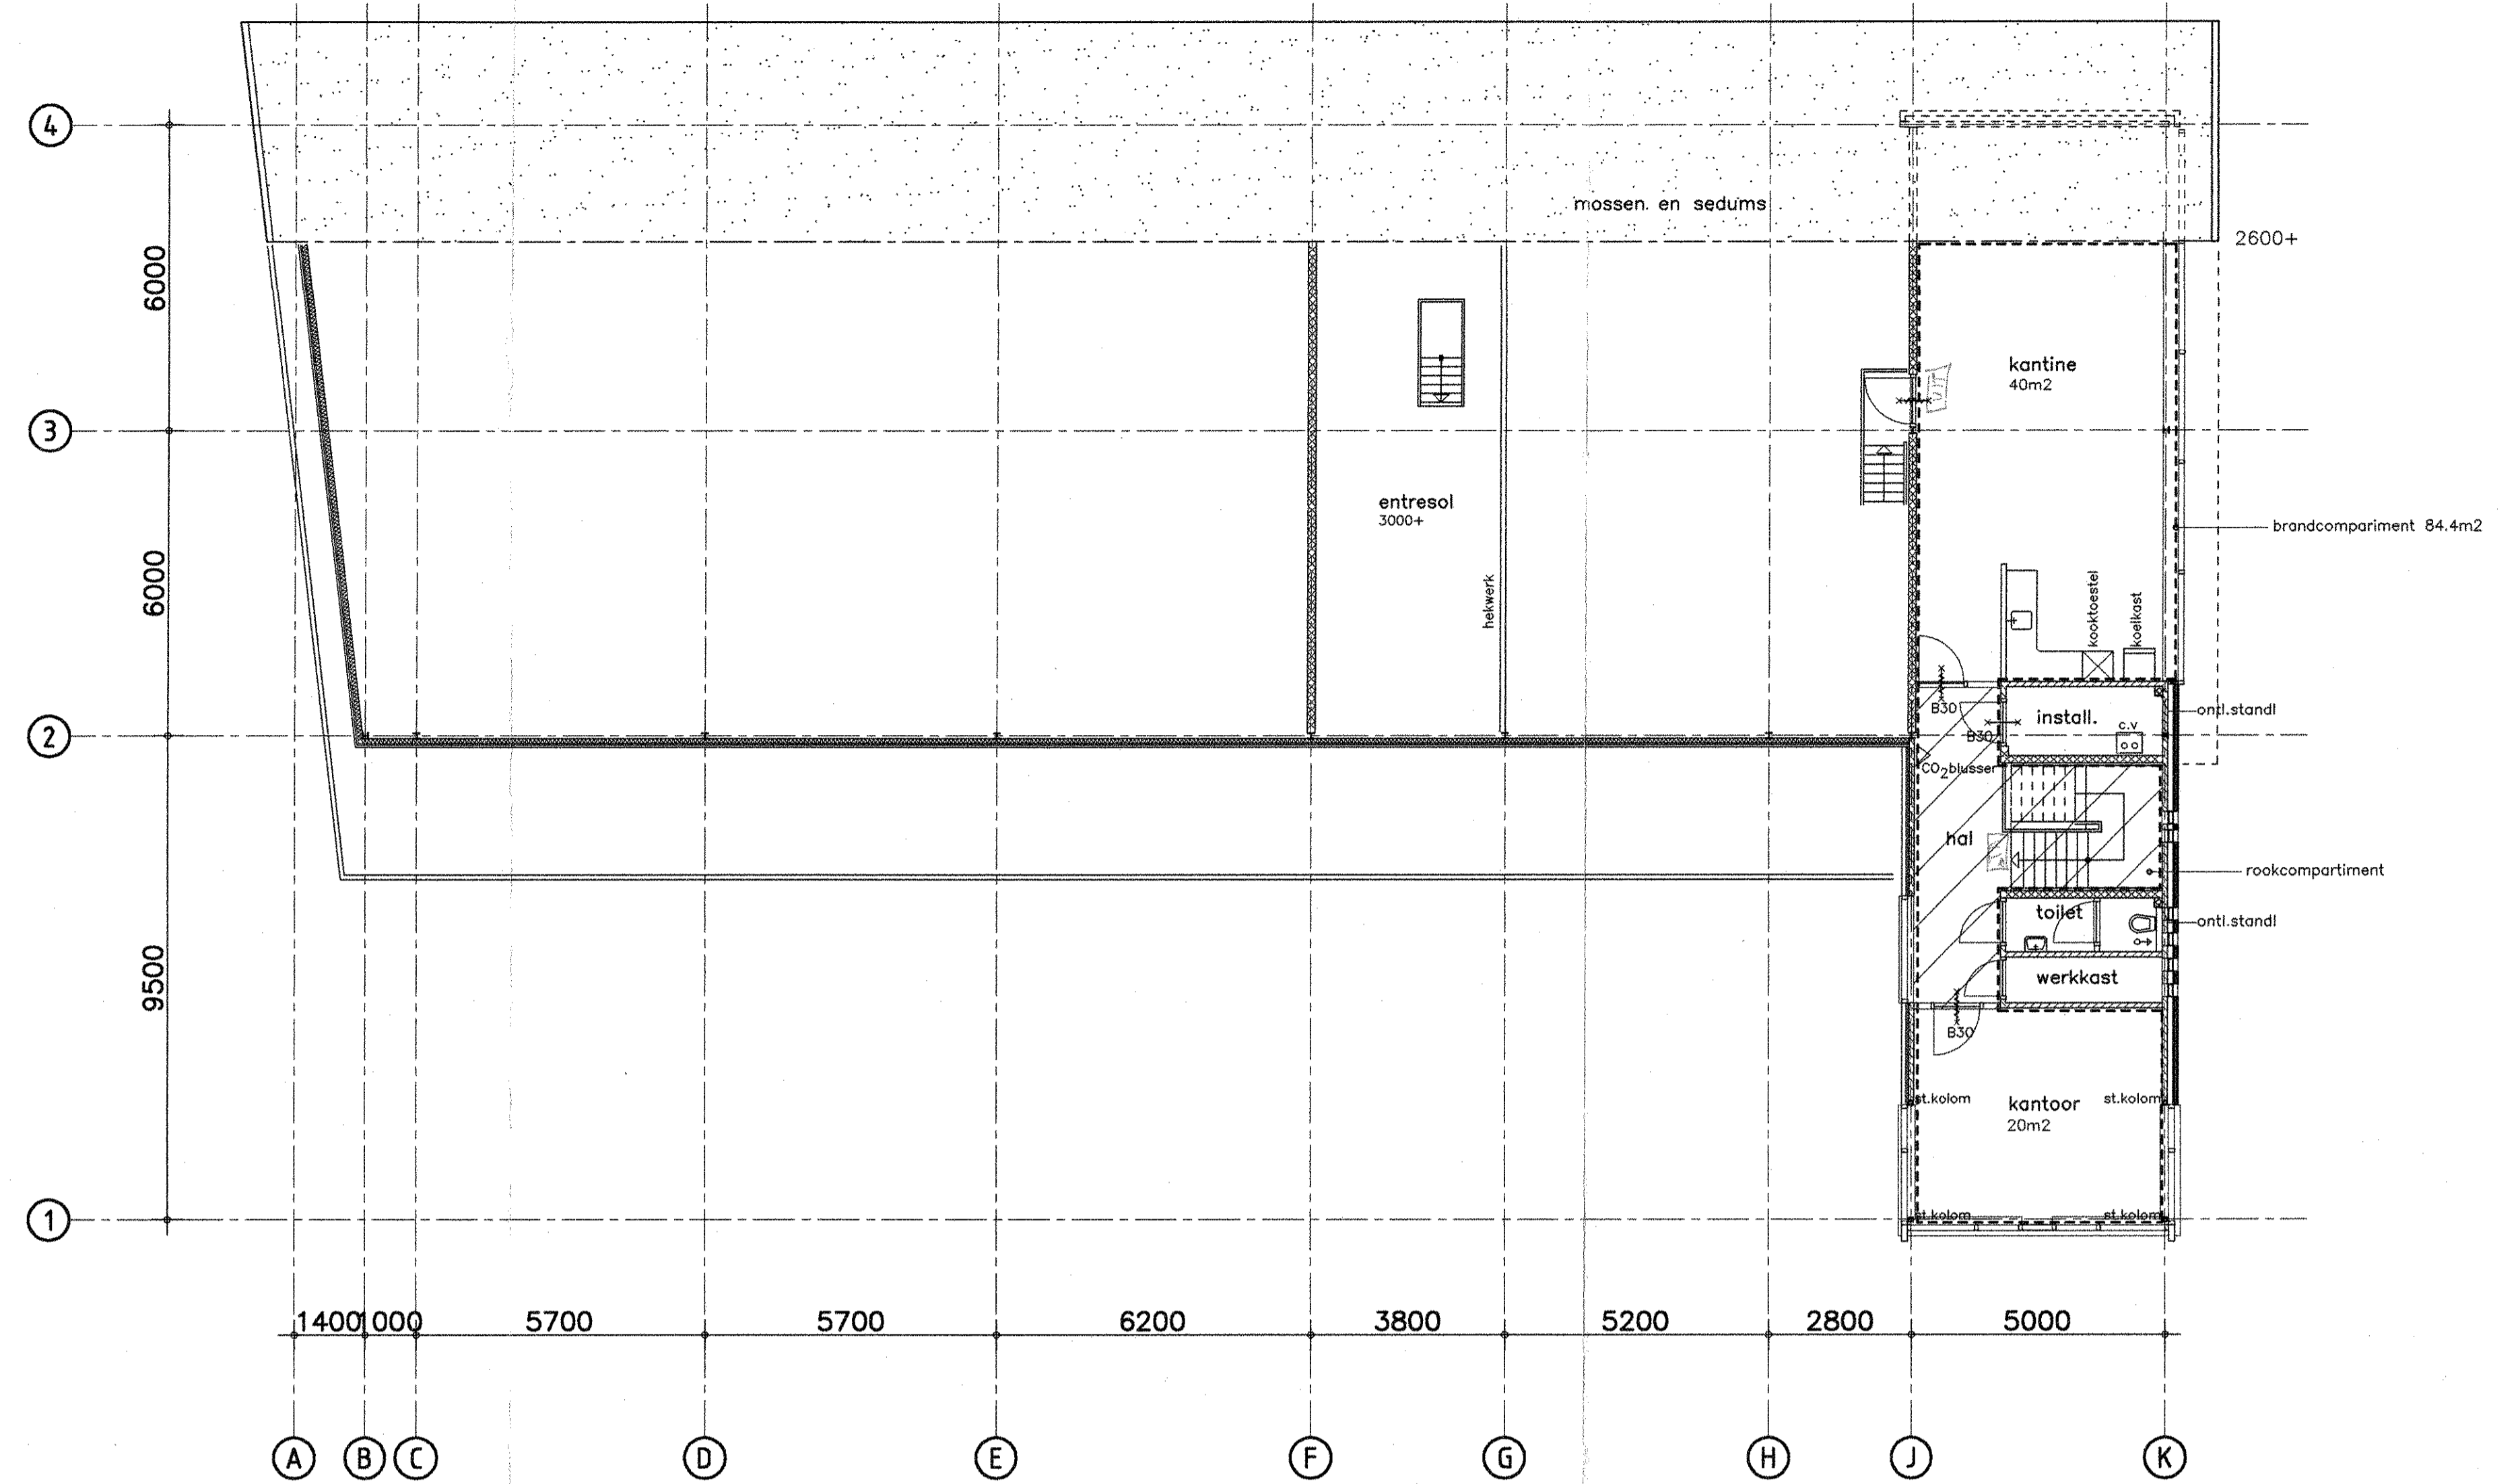 4
mossen en sedums
2600+
6000
kantine
40m2
3
entresol
3000+
brandcompariment 84.4m2
hekwerk
kooktoestel
koelkast
6000
B30
install.
c.v
ontl.standl
2
B30
CO2blusser
hal
rookcompartiment
toilet
ontl.standl
werkkast
9500
B30
st.kolom
kantoor
20m2
st.kolom
1
st.kolom
st.kolom
1400
1000
5700
5700
6200
3800
5200
2800
5000
A
B
C
D
E
F
G
H
J
K